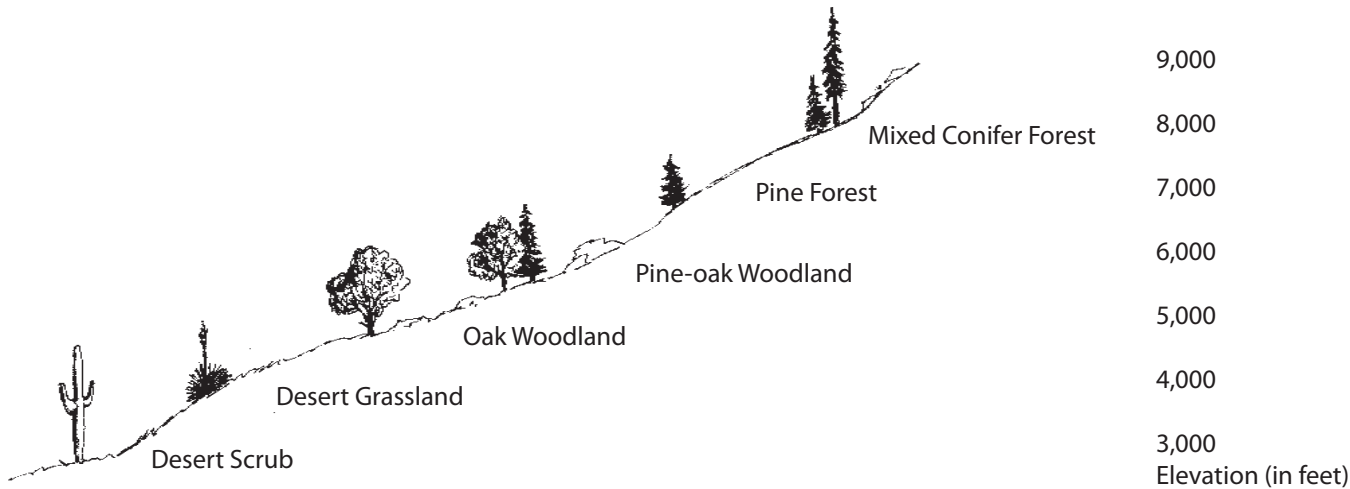 9,000
8,000
Mixed Conifer Forest
7,000
Pine Forest
6,000
Pine-oak Woodland
5,000
Oak Woodland
4,000
Desert Grassland
3,000
Desert Scrub
Elevation (in feet)